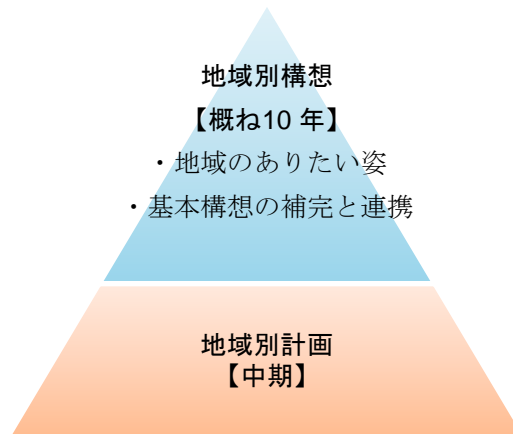 地域別構想
【概ね10 年】
・地域のありたい姿
・基本構想の補完と連携
地域別計画
【中期】